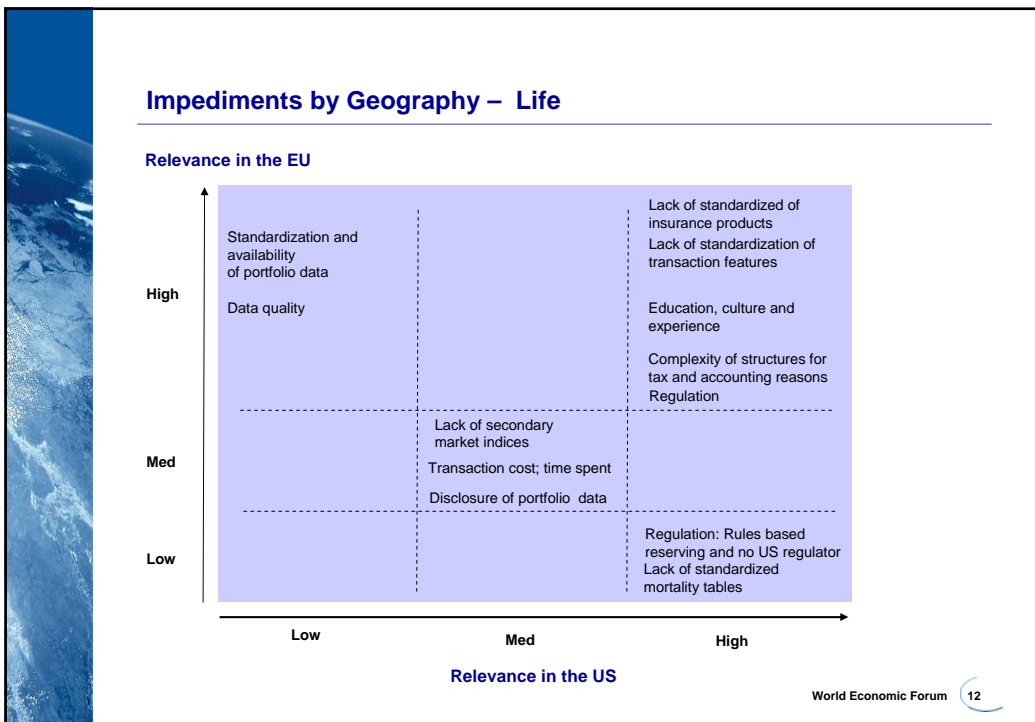 Impediments by Geography – Life
Relevance in the EU
High
Med
Low
Standardization and
availability
of portfolio data
Data quality
Lack of standardized of
insurance products
Lack of standardization of
transaction features
Education, culture and
experience
Complexity of structures for
tax and accounting reasons
Regulation
Lack of secondary
market indices
Transaction cost; time spent
Disclosure of portfolio data
Regulation: Rules based
reserving and no US regulator
Lack of standardized
mortality tables
Low
Med
High
Relevance in the US
World Economic Forum 12